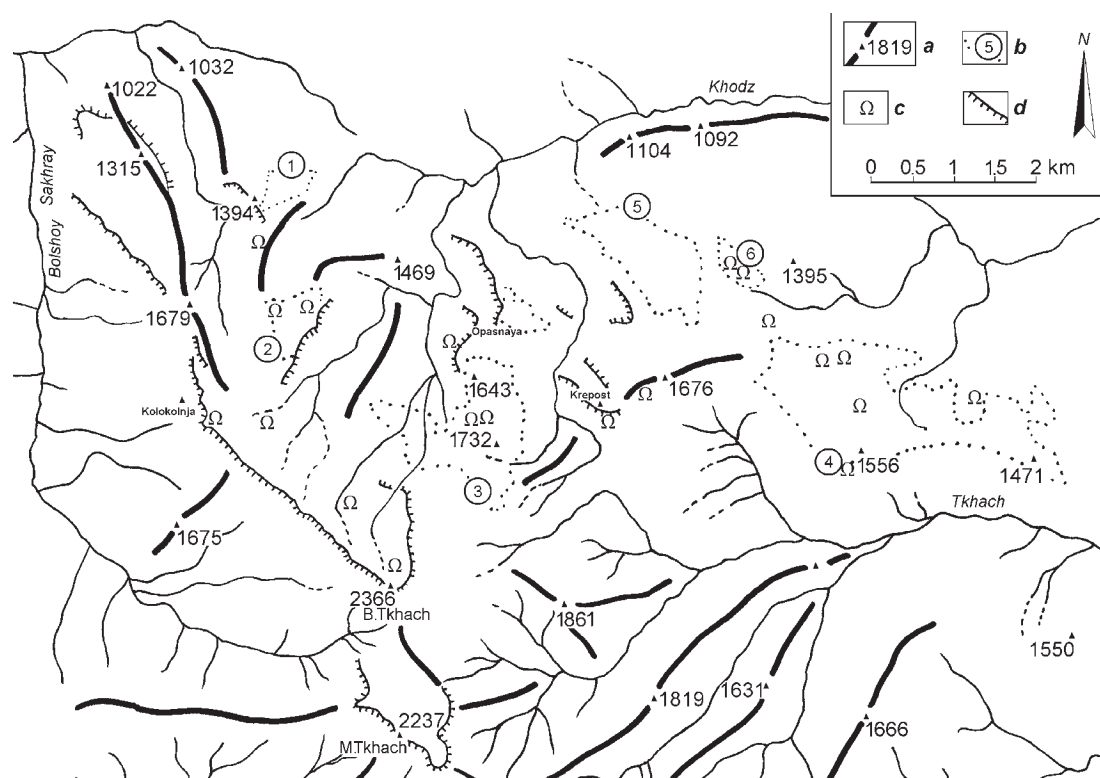 1819 a
5 b
N
Ω c
d
0 0.5 1 1.5 2 km
1032
1022
Khodz
1092
1104
1315
1
Sakhray
1394
5
Ω
6
Ω
Ω
Bolshoy
1469
1395
Ω
Ω
1679
Ω
Opasnaya
Ω
2
Ω Ω
1643
1676
Krepost
Ω
Ω
Kolokolnja
Ω
Ω
Ω
Ω Ω
Ω
1732
4
Ω
1556
1471
3
Ω
Tkhach
1675
Ω
2366
B.Tkhach
1861
1550
1819
1631
2237
1666
M.Tkhach